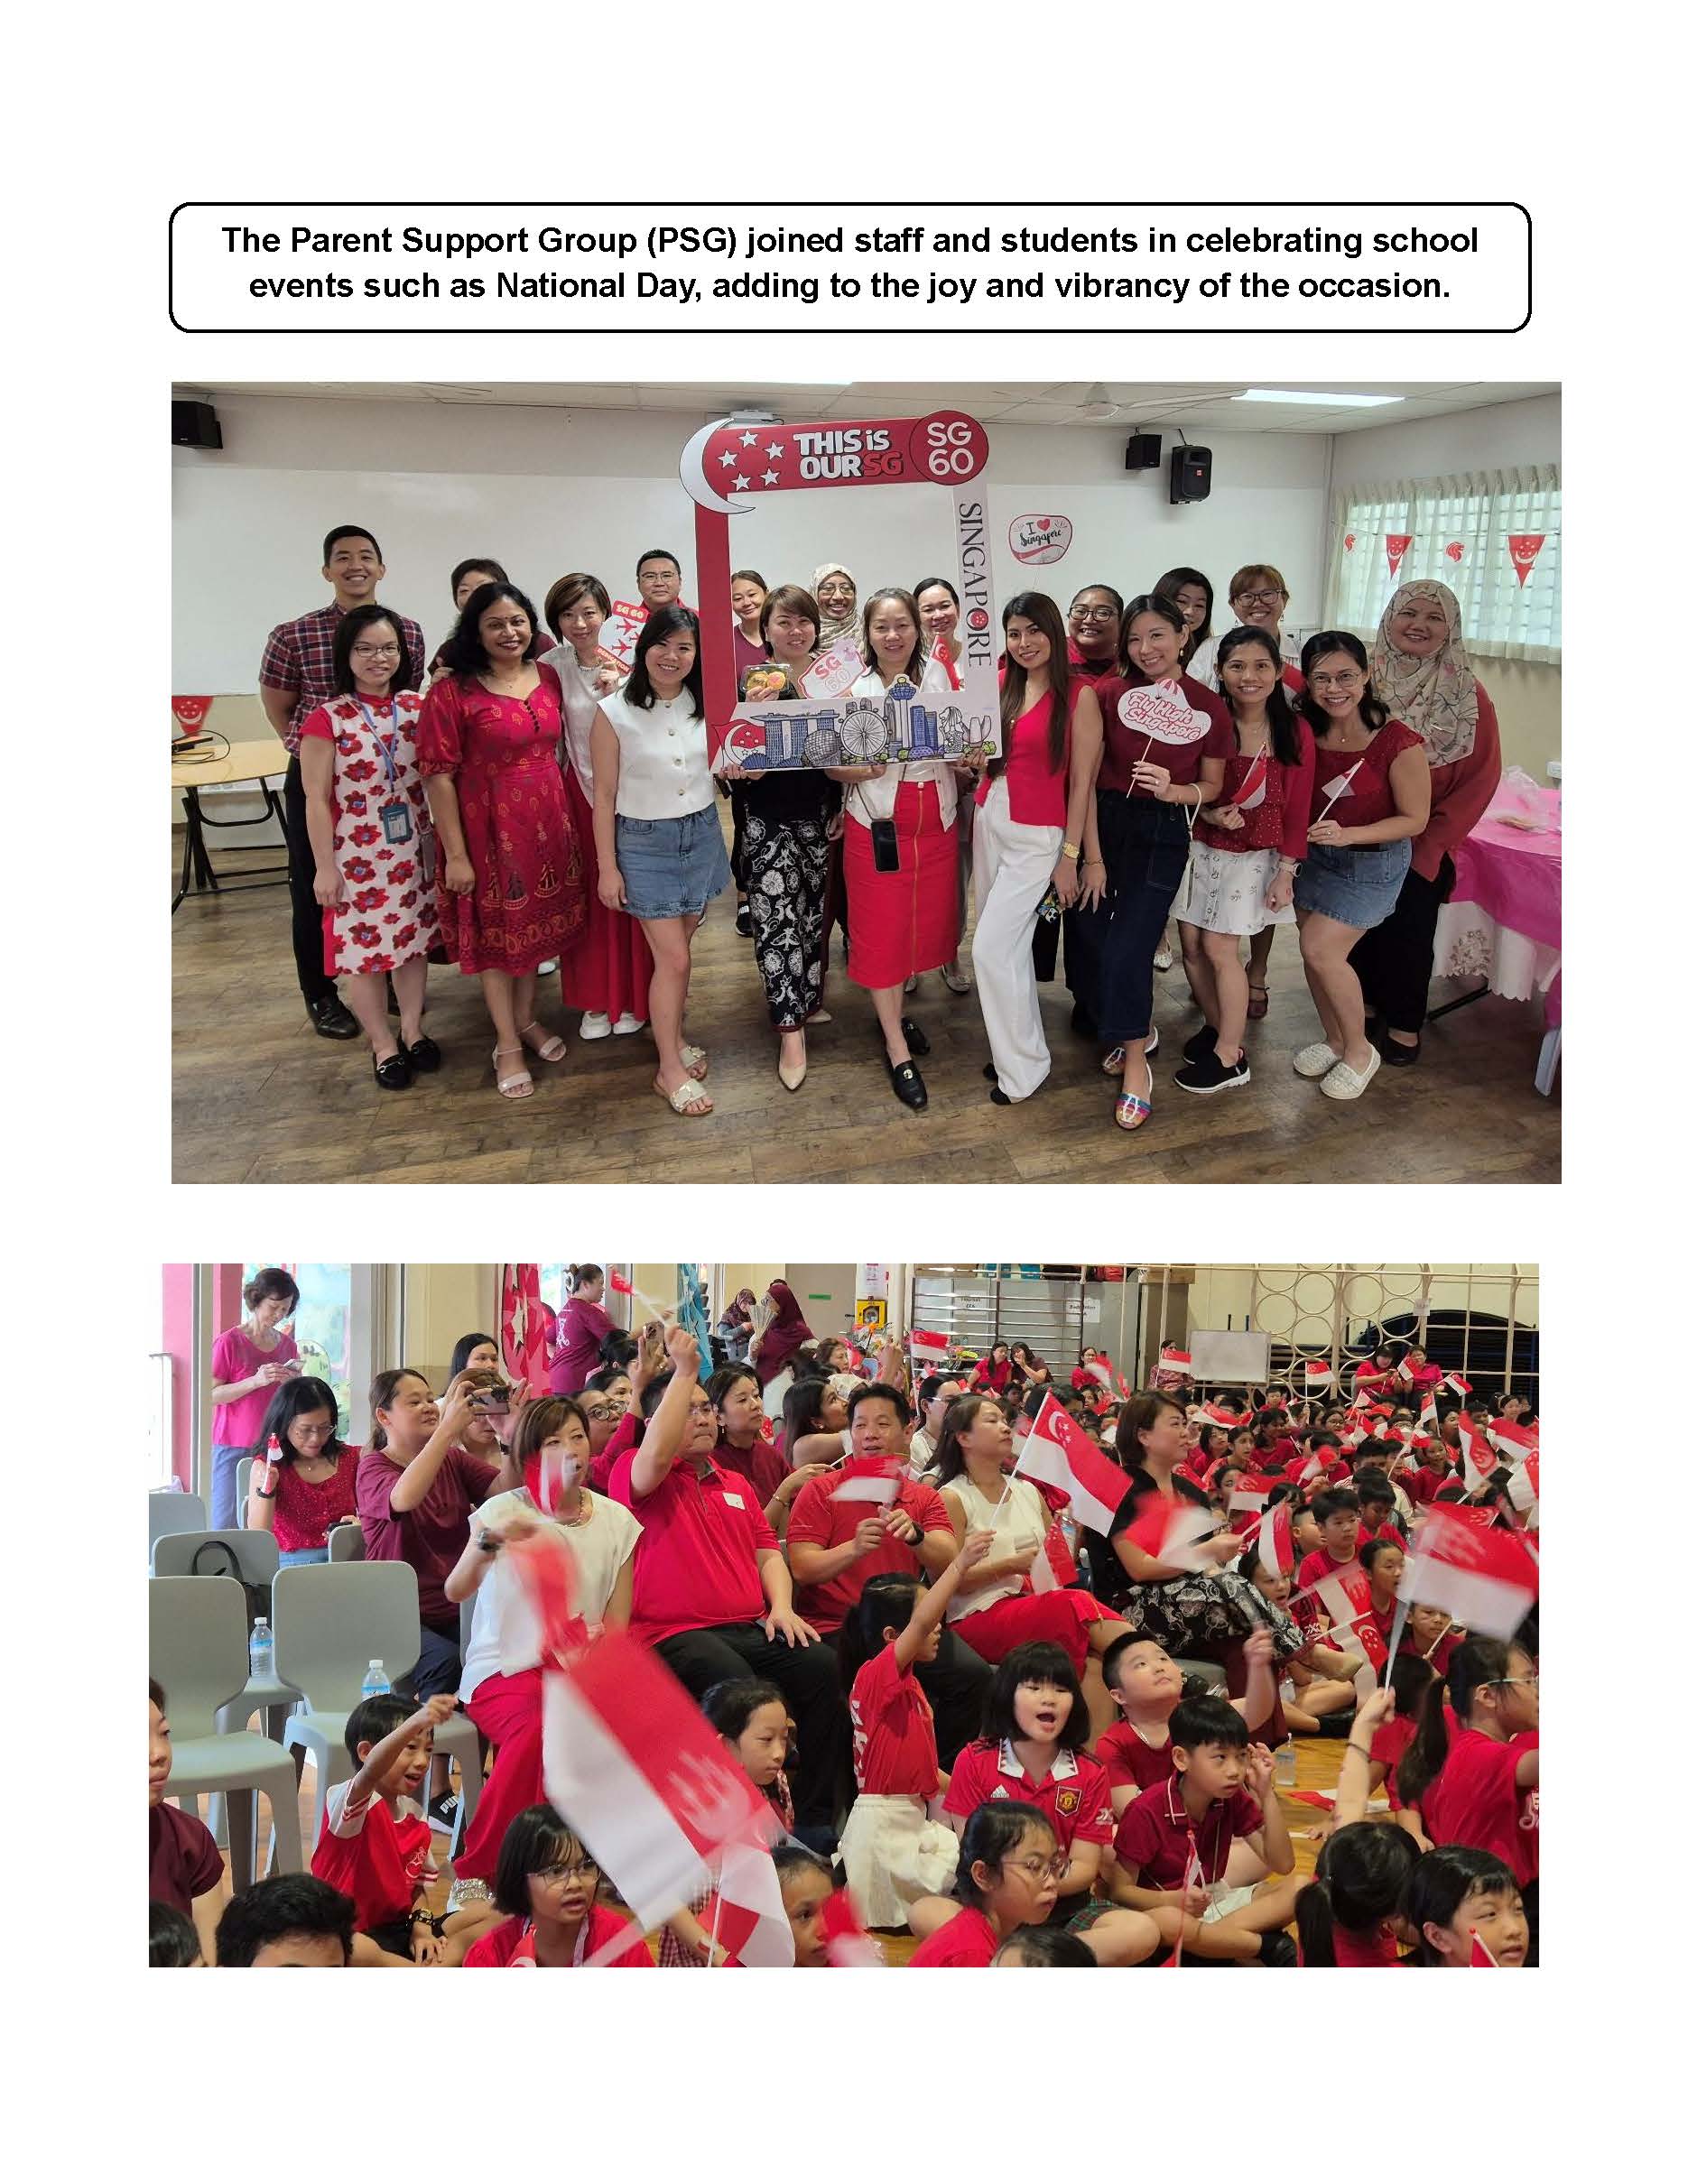 The Parent Support Group (PSG) joined staff and students in celebrating school
events such as National Day, adding to the joy and vibrancy of the occasion.
THIS is
OUR SG
SG
60
SINGAPORE
I
Singapore
SG 60
SG
60
Fly High
Singapore